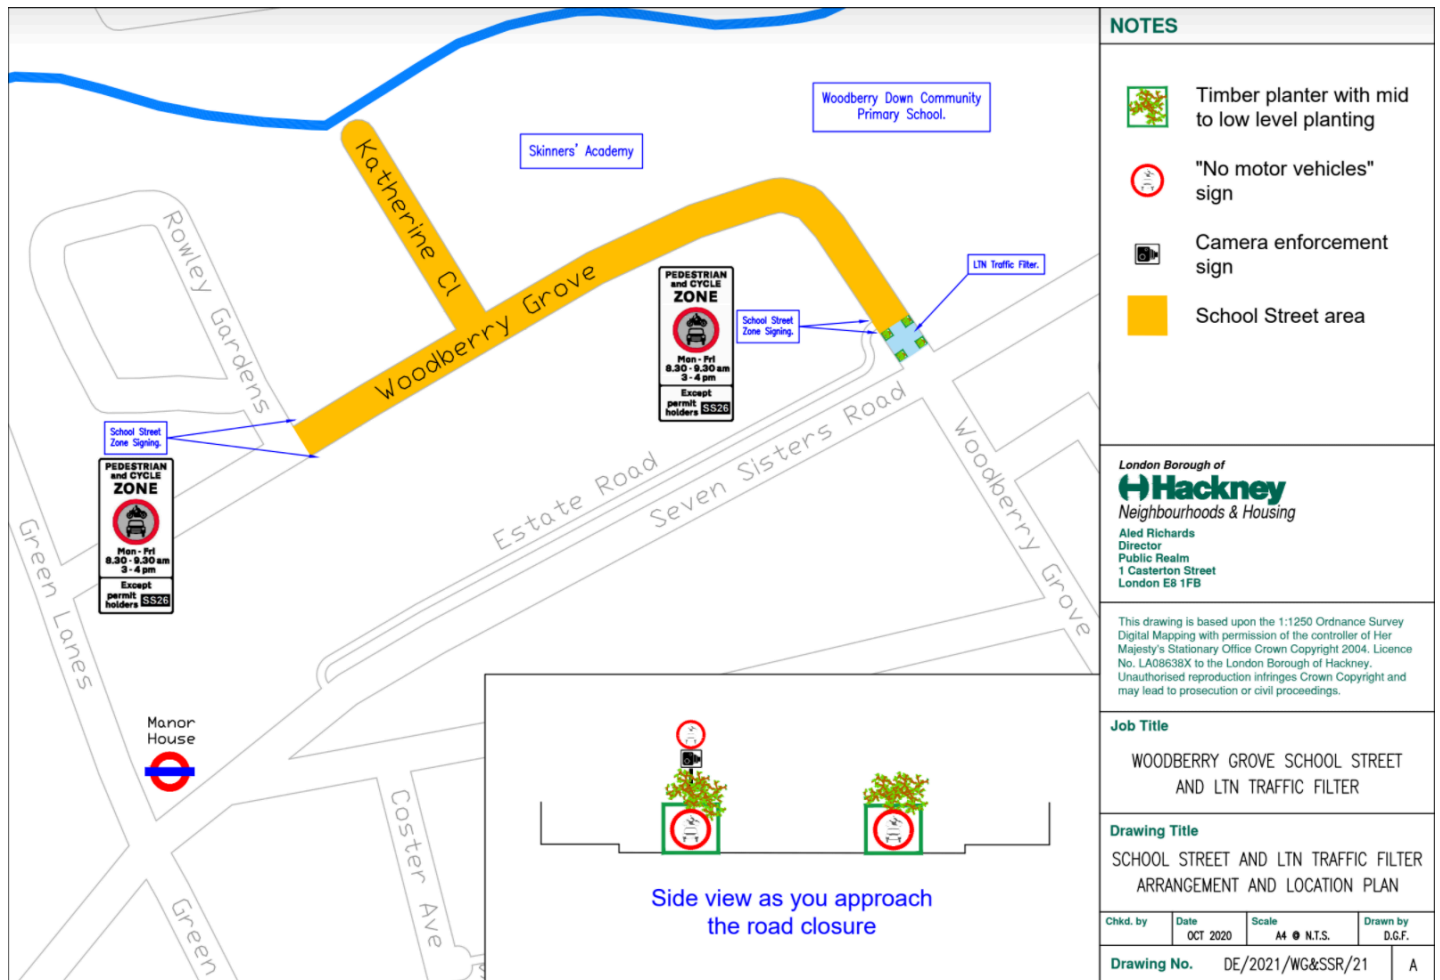 Woodberry Down Community
Primary School.
Skinners' Academy
Katherine Cl
Rowley Gardens
Woodberry Grove
LTN Traffic Filter.
PEDESTRIAN
and CYCLE
ZONE
Mon - Fri
8.30 - 9.30 am
3 - 4 pm
Except
permit
holders SS26
School Street
Zone Signing.
School Street
Zone Signing.
PEDESTRIAN
and CYCLE
ZONE
Mon - Fri
8.30 - 9.30 am
3 - 4 pm
Except
permit
holders SS26
Estate Road
Seven Sisters Road
Woodberry Grove
Green Lanes
Manor
House
Coster Ave
Green
Side view as you approach
the road closure
NOTES
Timber planter with mid
to low level planting
"No motor vehicles"
sign
Camera enforcement
sign
School Street area
London Borough of
Hackney
Neighbourhoods & Housing
Aled Richards
Director
Public Realm
1 Casterton Street
London E8 1FB
This drawing is based upon the 1:1250 Ordnance Survey
Digital Mapping with permission of the controller of Her
Majesty's Stationary Office Crown Copyright 2004. Licence
No. LA08638X to the London Borough of Hackney.
Unauthorised reproduction infringes Crown Copyright and
may lead to prosecution or civil proceedings.
Job Title
WOODBERRY GROVE SCHOOL STREET
AND LTN TRAFFIC FILTER
Drawing Title
SCHOOL STREET AND LTN TRAFFIC FILTER
ARRANGEMENT AND LOCATION PLAN
Chkd. by
Date
OCT 2020
Scale
A4 @ N.T.S.
Drawn by
D.G.F.
Drawing No. DE/2021/WG&SSR/21 A